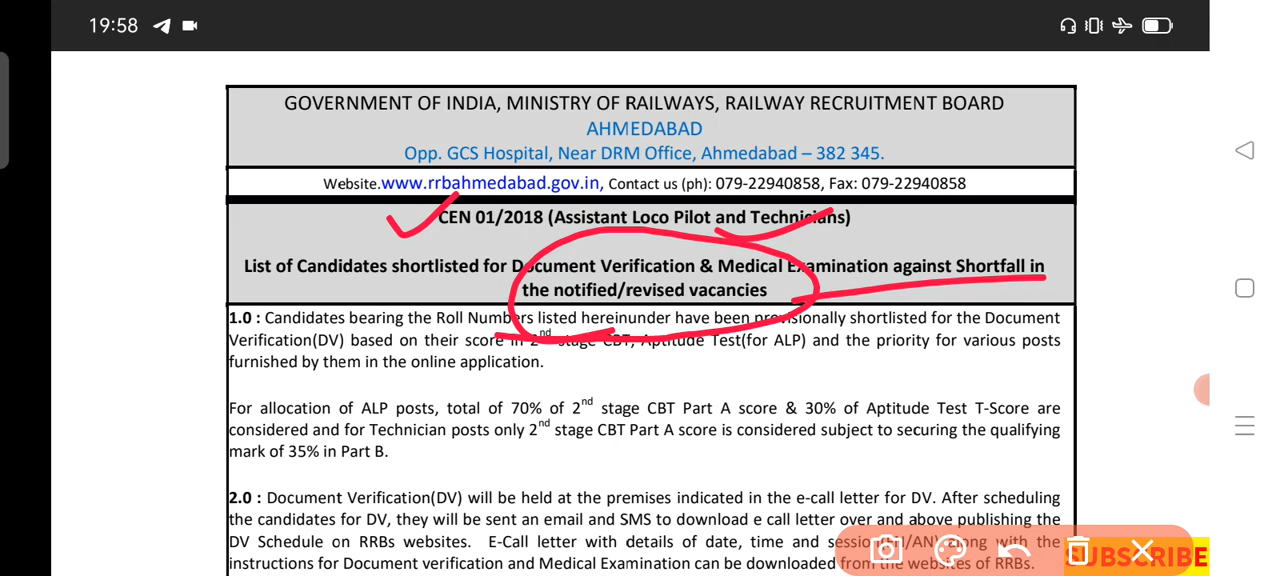 19:58
GOVERNMENT OF INDIA, MINISTRY OF RAILWAYS, RAILWAY RECRUITMENT BOARD
AHMEDABAD
Opp. GCS Hospital, Near DRM Office, Ahmedabad – 382 345.
Website.www.rrbahmedabad.gov.in, Contact us (ph): 079-22940858, Fax: 079-22940858
CEN 01/2018 (Assistant Loco Pilot and Technicians)
List of Candidates shortlisted for Document Verification & Medical Examination against Shortfall in
the notified/revised vacancies
1.0 : Candidates bearing the Roll Numbers listed hereinunder have been provisionally shortlisted for the Document
Verification(DV) based on their score in 2nd stage CBT, Aptitude Test(for ALP) and the priority for various posts
furnished by them in the online application.
For allocation of ALP posts, total of 70% of 2nd stage CBT Part A score & 30% of Aptitude Test T-Score are
considered and for Technician posts only 2nd stage CBT Part A score is considered subject to securing the qualifying
mark of 35% in Part B.
2.0 : Document Verification(DV) will be held at the premises indicated in the e-call letter for DV. After scheduling
the candidates for DV, they will be sent an email and SMS to download e call letter over and above publishing the
DV Schedule on RRBs websites. E-Call letter with details of date, time and session(FN/AN) along with the
instructions for Document verification and Medical Examination can be downloaded from the websites of RRBs.
SUBSCRIBE